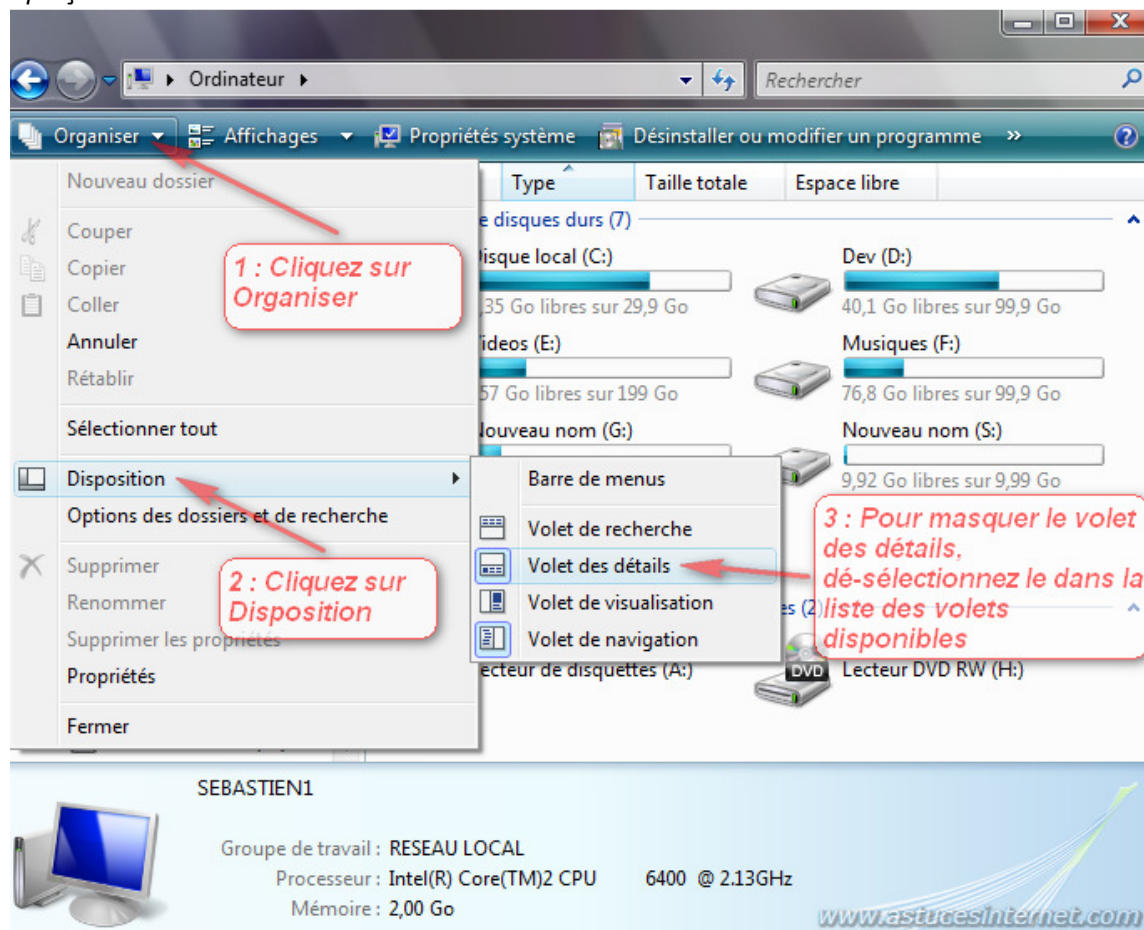 Ordinateur
Rechercher
Organiser Affichages Propriétés système Désinstaller ou modifier un programme »
Nouveau dossier
Couper
Copier
Coller
Annuler
Rétablir
Sélectionner tout
Disposition
Options des dossiers et de recherche
Supprimer
Renommer
Supprimer les propriétés
Propriétés
Fermer
1 : Cliquez sur
Organiser
2 : Cliquez sur
Disposition
Type Taille totale Espace libre
e disques durs (7)
isque local (C:)
,35 Go libres sur 29,9 Go
Dev (D:)
40,1 Go libres sur 99,9 Go
ideos (E:)
57 Go libres sur 199 Go
Musiques (F:)
76,8 Go libres sur 99,9 Go
Nouveau nom (G:)
Nouveau nom (S:)
9,92 Go libres sur 9,99 Go
Barre de menus
Volet de recherche
Volet des détails
Volet de visualisation
Volet de navigation
3 : Pour masquer le volet
des détails,
dé-sélectionnez le dans la
liste des volets
disponibles
es (2)
ecteur de disquettes (A:)
DVD
Lecteur DVD RW (H:)
SEBASTIEN1
Groupe de travail : RESEAU LOCAL
Processeur : Intel(R) Core(TM)2 CPU 6400 @ 2.13GHz
Mémoire : 2,00 Go
www.astucesinternet.com